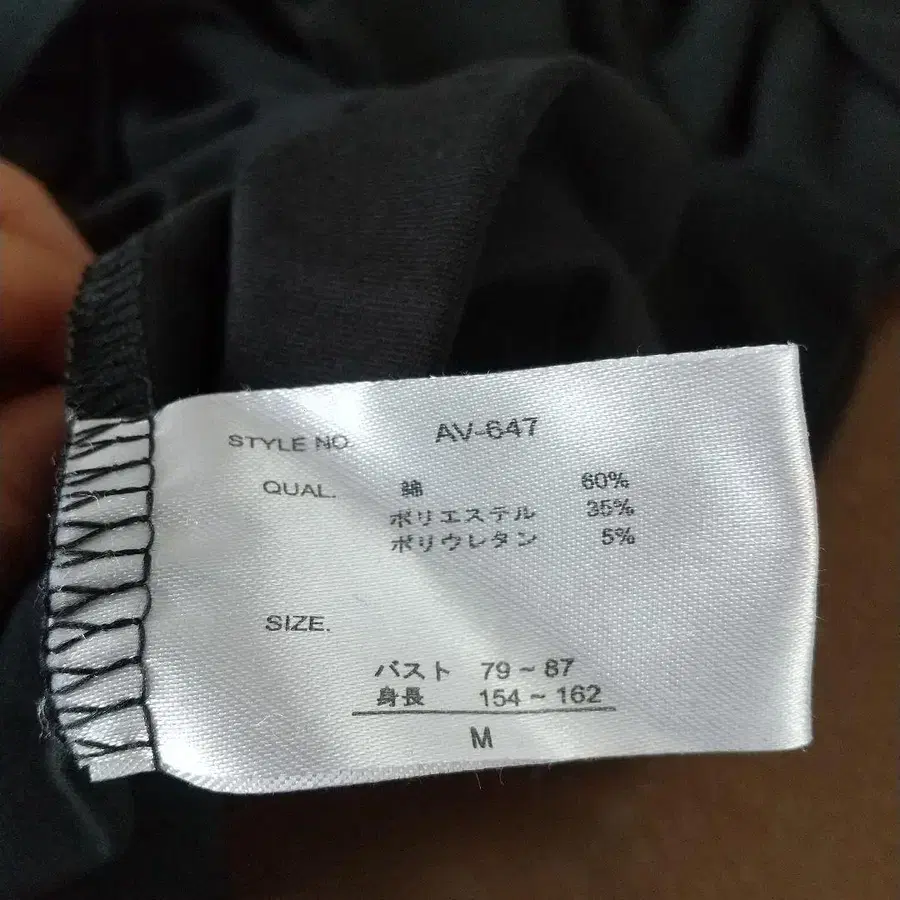 STYLE NO. AV-647
QUAL. 綿 60%
ポリエステル 35%
ポリウレタン 5%
SIZE.
バスト 79~87
身長 154~162
M